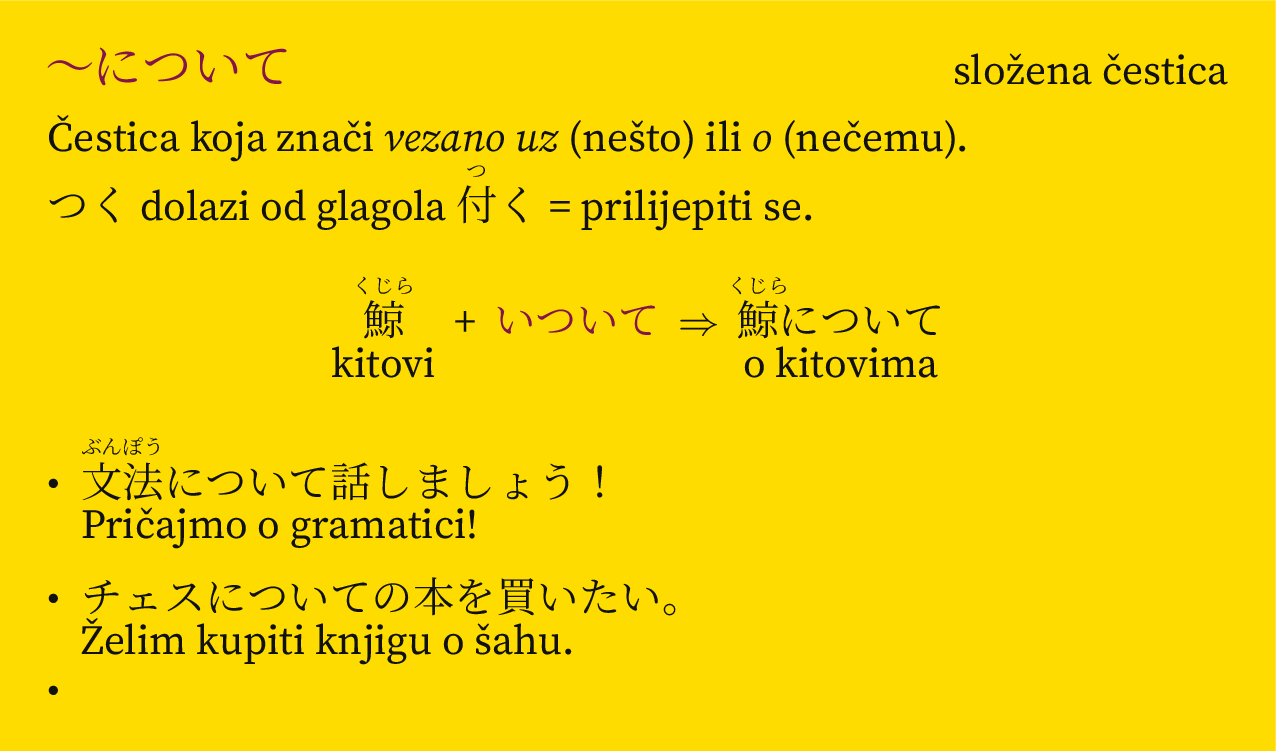 〜について složena čestica
Čestica koja znači vezano uz (nešto) ili o (nečemu).
つ
つく dolazi od glagola 付く = prilijepiti se.
くじら くじら
鯨 + いついて ⇒ 鯨について
kitovi o kitovima
ぶんぽう
• 文法について話しましょう！
Pričajmo o gramatici!
• チェスについての本を買いたい。
Želim kupiti knjigu o šahu.
•